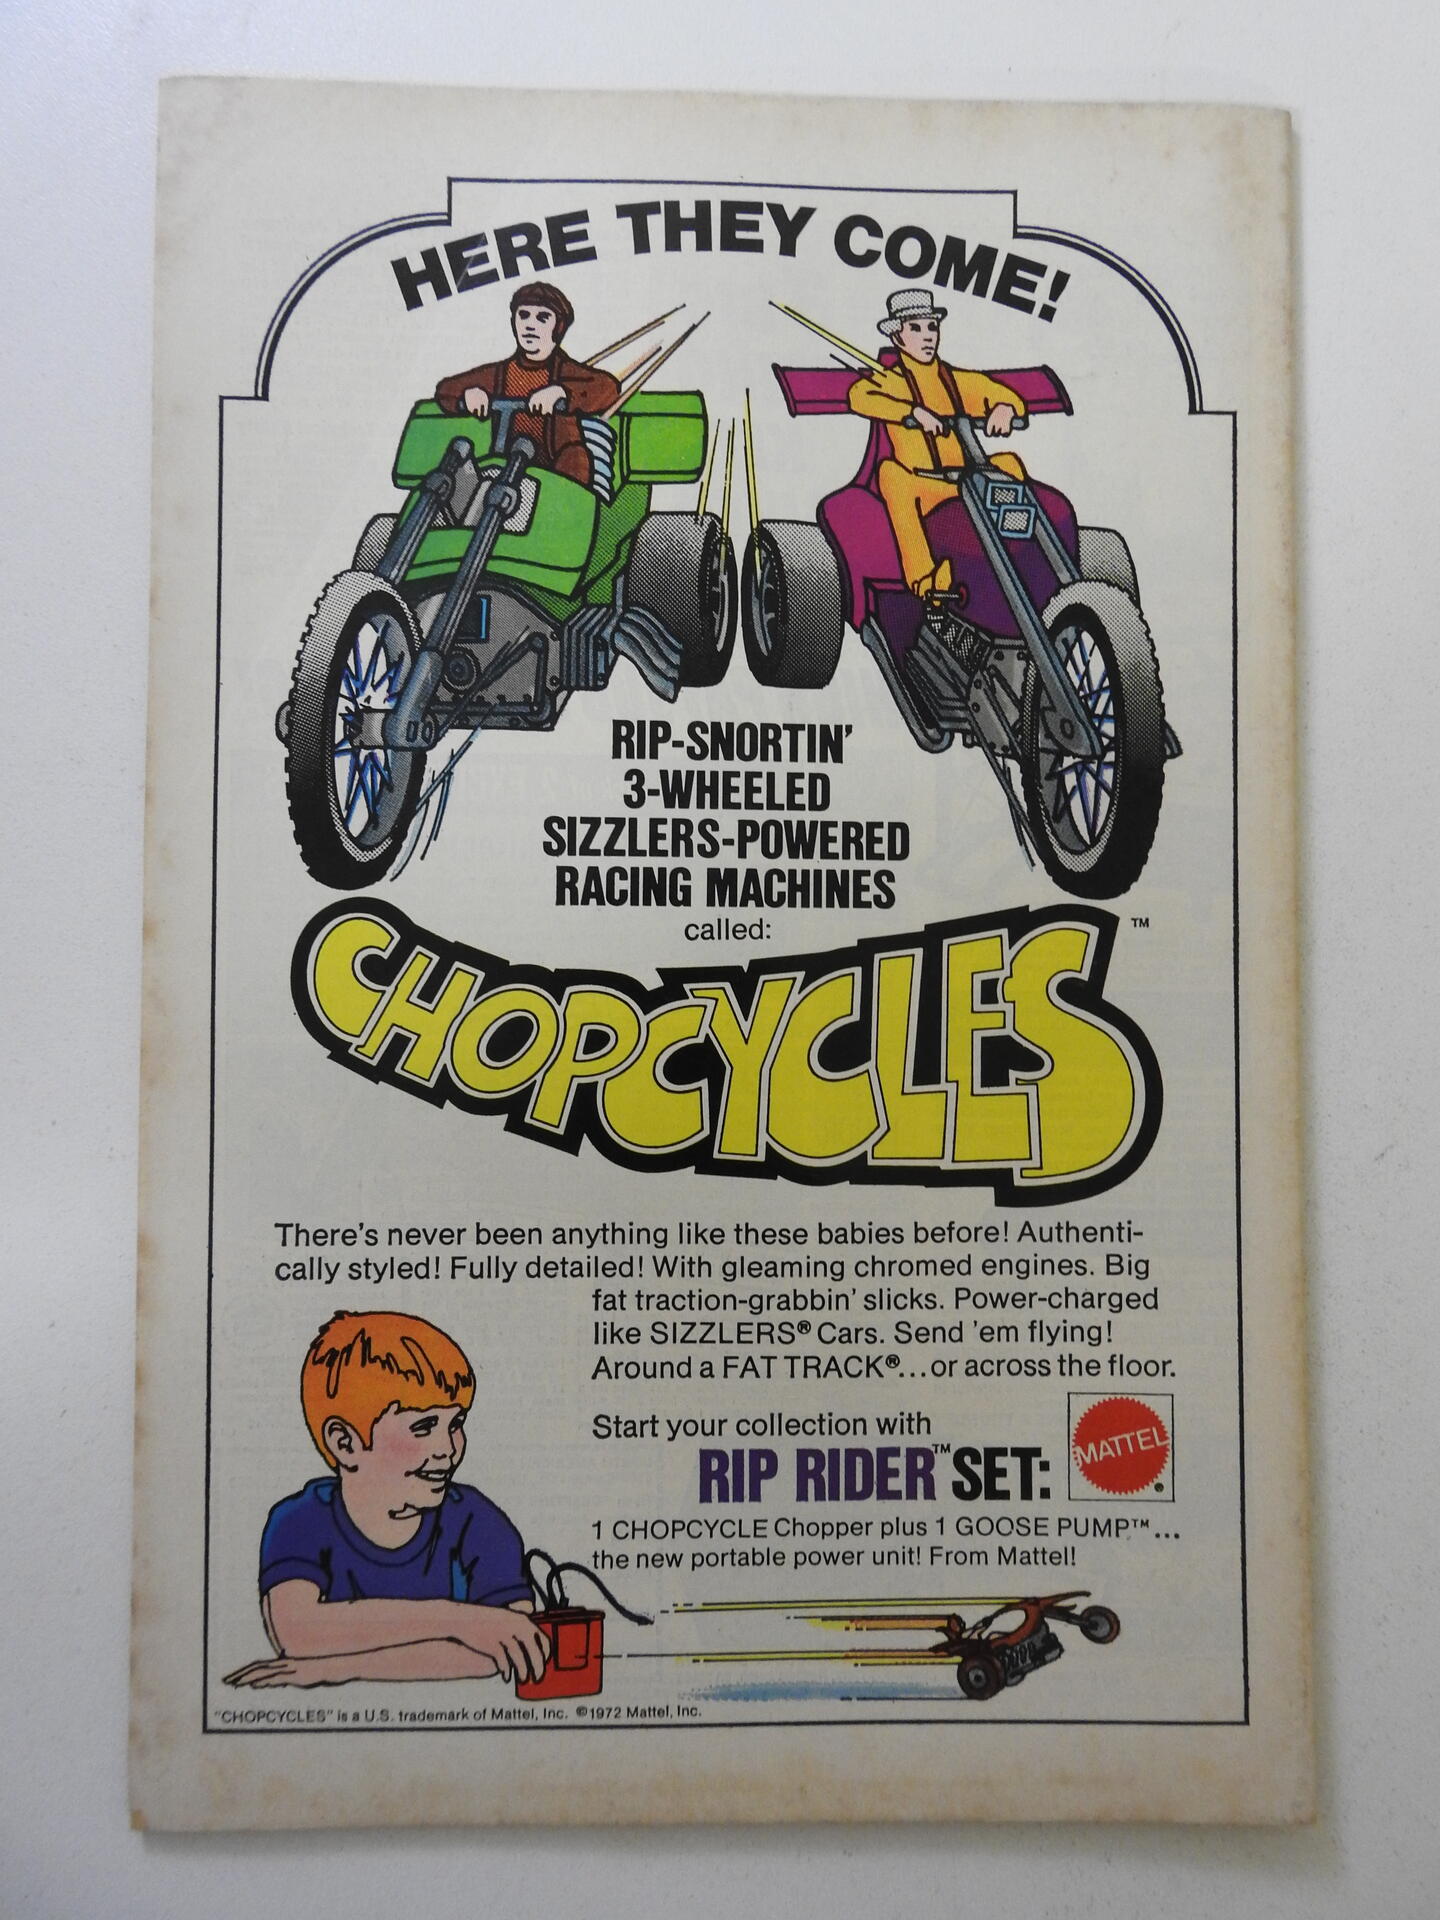 HERE THEY COME!
RIP-SNORTIN'
3-WHEELED
SIZZLERS-POWERED
RACING MACHINES
called:
CHOPCYCLES™
There's never been anything like these babies before! Authenti-
cally styled! Fully detailed! With gleaming chromed engines. Big
fat traction-grabbin' slicks. Power-charged
like SIZZLERS® Cars. Send 'em flying!
Around a FAT TRACK®...or across the floor.
Start your collection with
RIP RIDER™ SET:
MATTEL®
1 CHOPCYCLE Chopper plus 1 GOOSE PUMP™...
the new portable power unit! From Mattel!
"CHOPCYCLES" is a U.S. trademark of Mattel, Inc. ©1972 Mattel, Inc.